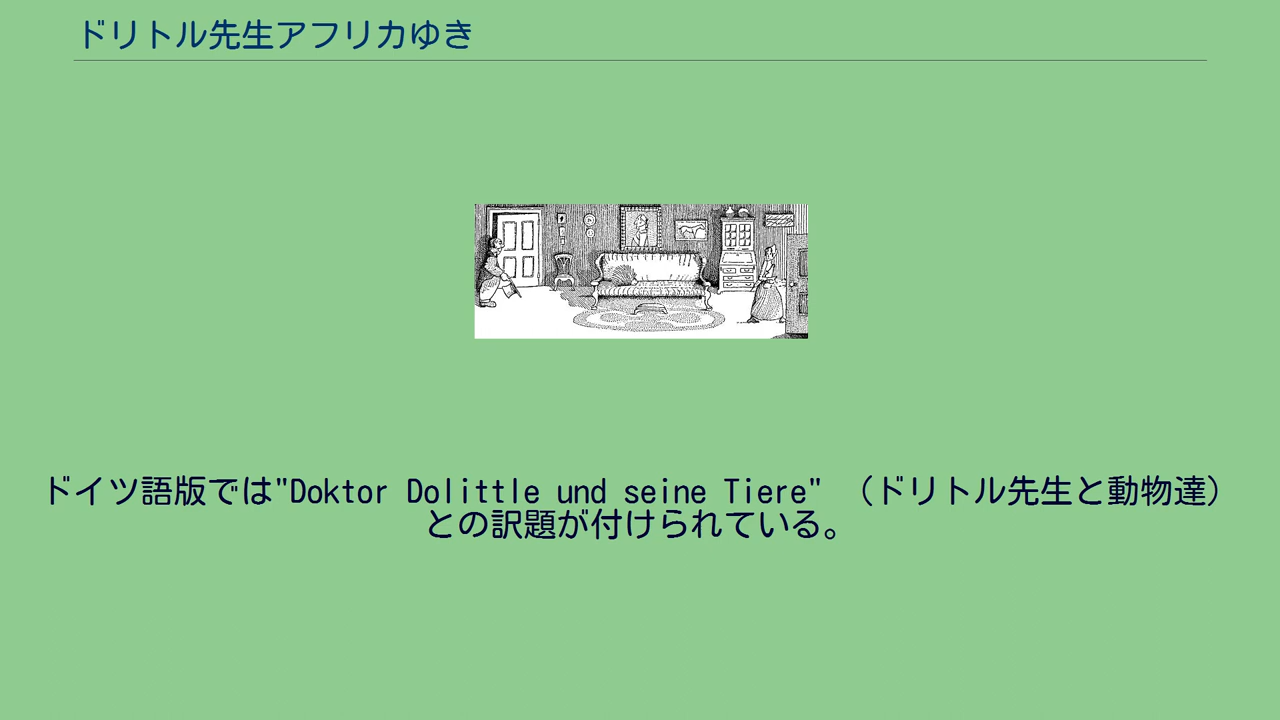 ドリトル先生アフリカゆき
ドイツ語版では"Doktor Dolittle und seine Tiere" （ドリトル先生と動物達）
との訳題が付けられている。